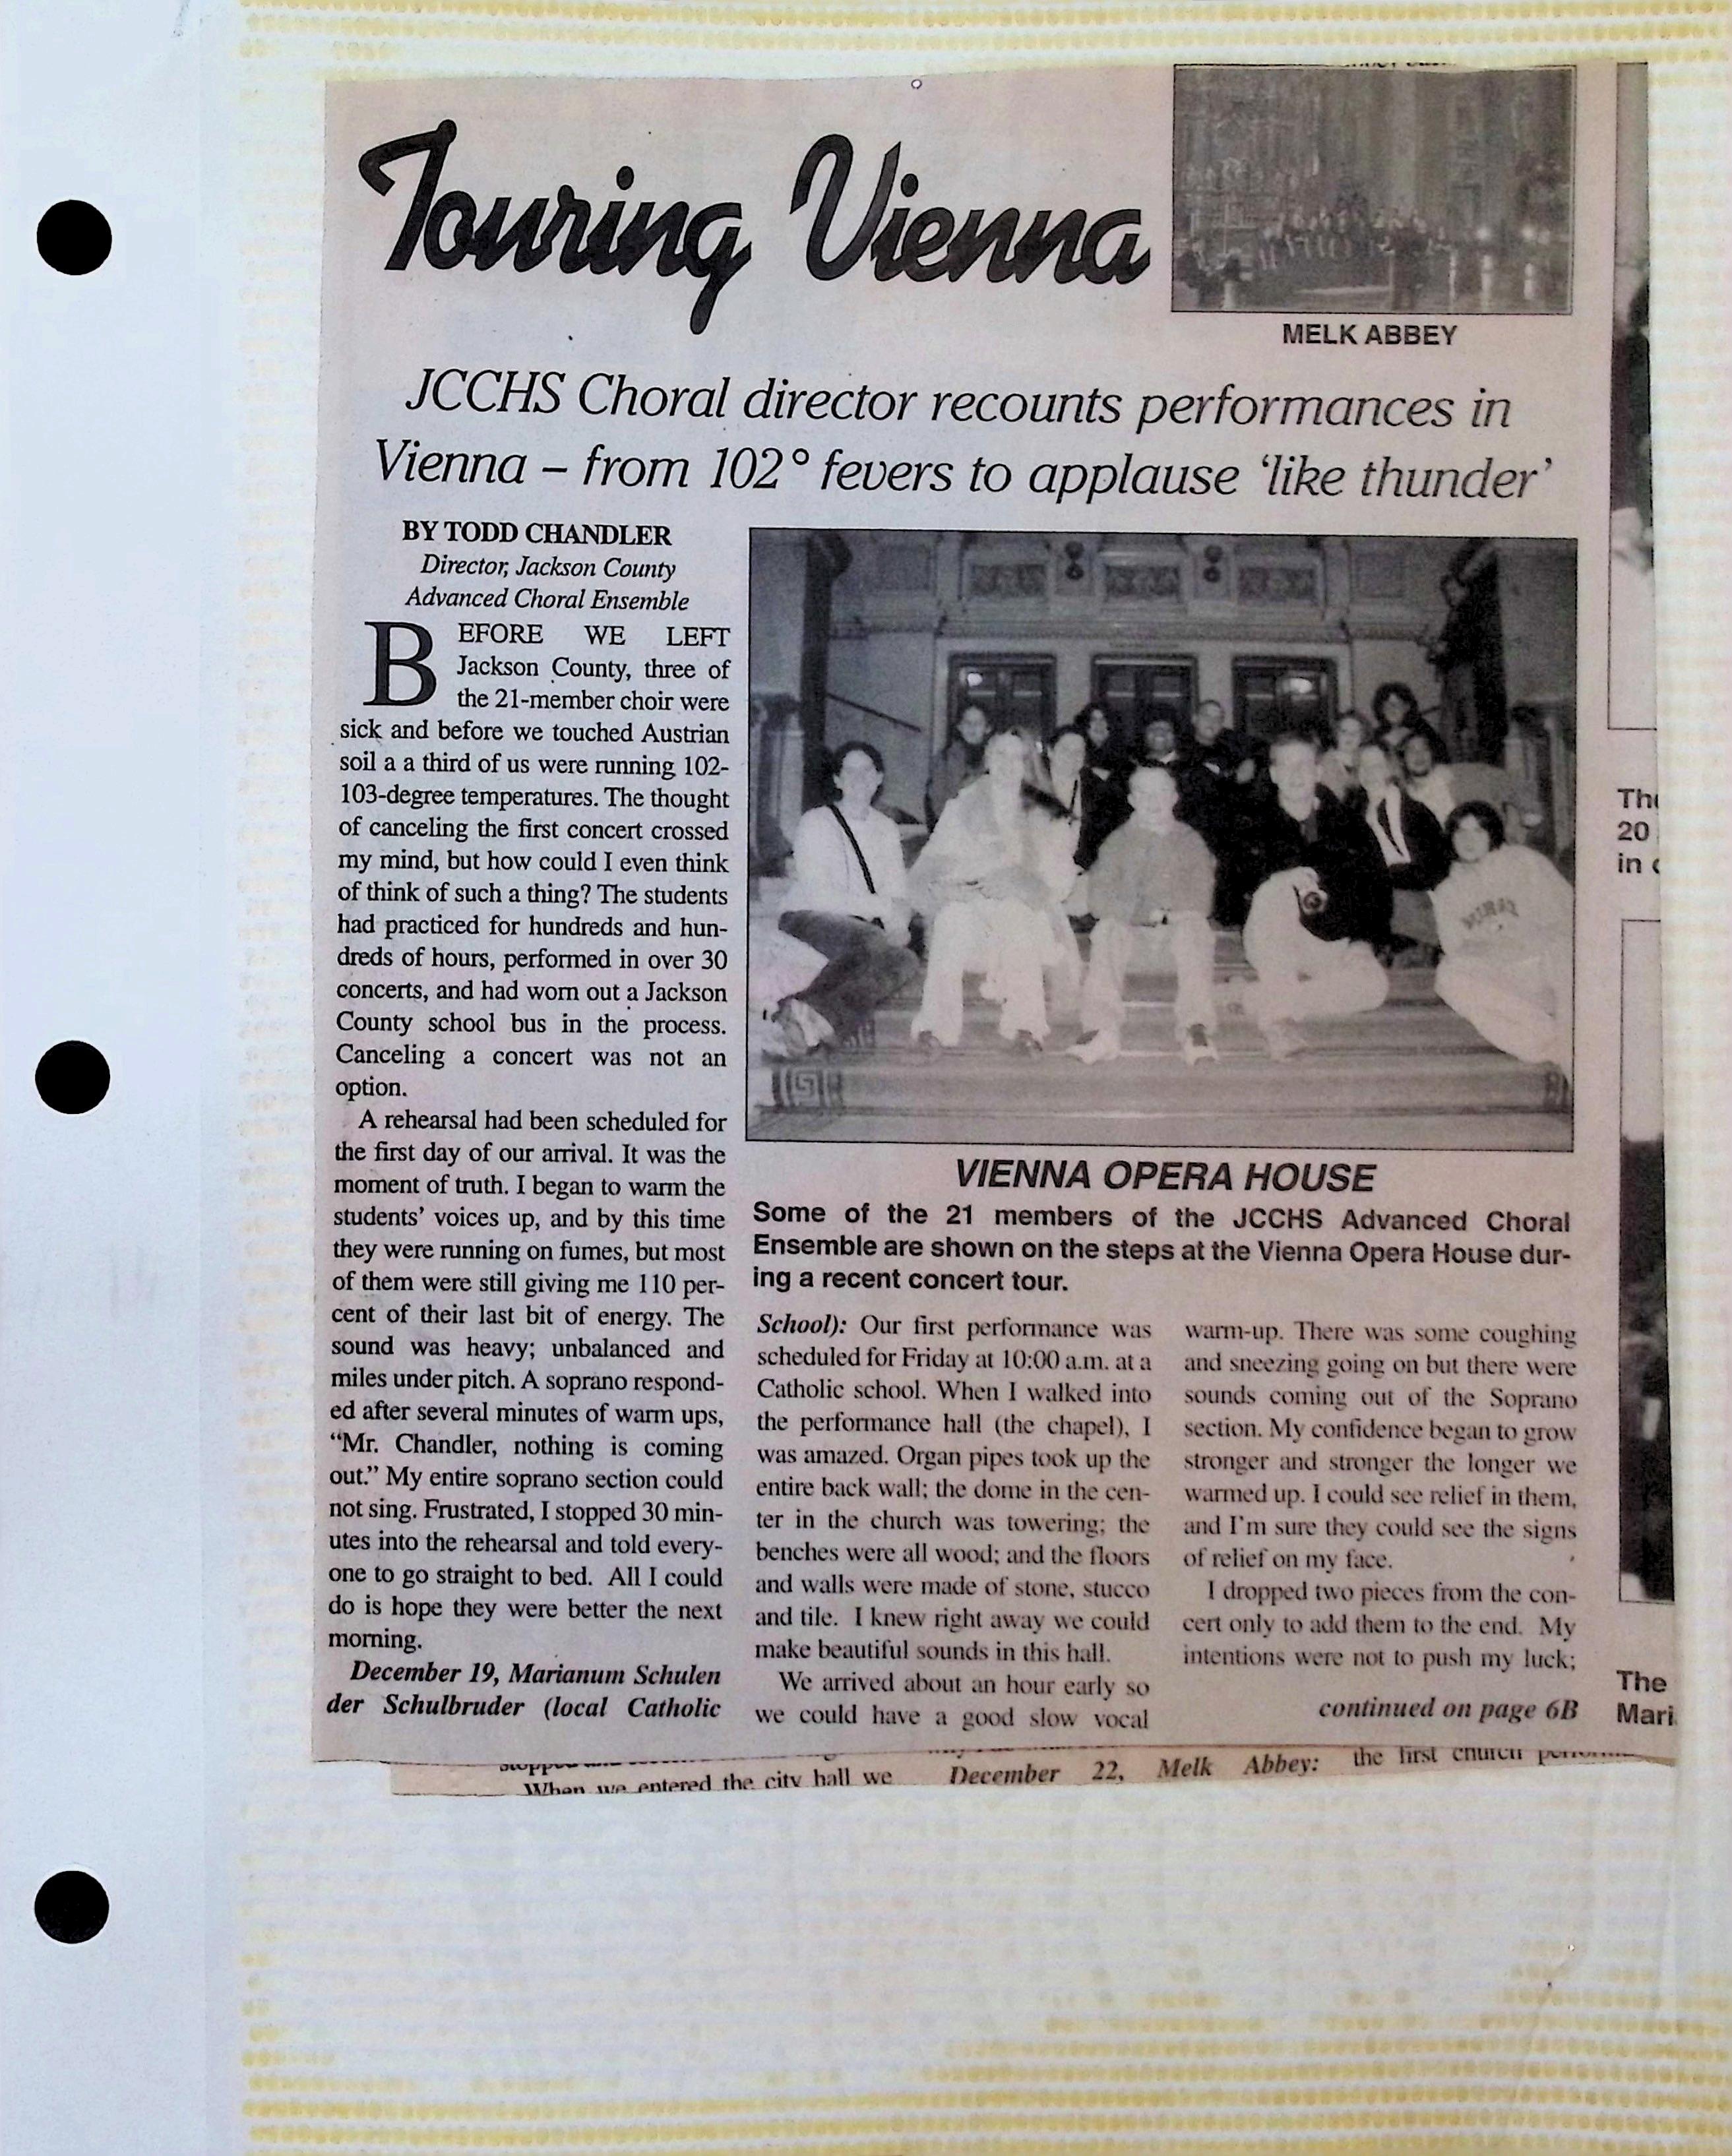 Touring Vienna
MELK ABBEY
JCCHS Choral director recounts performances in
Vienna – from 102° fevers to applause ‘like thunder’
BY TODD CHANDLER
Director, Jackson County
Advanced Choral Ensemble
BEFORE WE LEFT
Jackson County, three of
the 21-member choir were
sick and before we touched Austrian
soil a a third of us were running 102-
103-degree temperatures. The thought
of canceling the first concert crossed
my mind, but how could I even think
of think of such a thing? The students
had practiced for hundreds and hun-
dreds of hours, performed in over 30
concerts, and had worn out a Jackson
County school bus in the process.
Canceling a concert was not an
option.
A rehearsal had been scheduled for
the first day of our arrival. It was the
moment of truth. I began to warm the
students’ voices up, and by this time
they were running on fumes, but most
of them were still giving me 110 per-
cent of their last bit of energy. The
sound was heavy; unbalanced and
miles under pitch. A soprano respond-
ed after several minutes of warm ups,
“Mr. Chandler, nothing is coming
out.” My entire soprano section could
not sing. Frustrated, I stopped 30 min-
utes into the rehearsal and told every-
one to go straight to bed. All I could
do is hope they were better the next
morning.
December 19, Marianum Schulen
der Schulbruder (local Catholic
VIENNA OPERA HOUSE
Some of the 21 members of the JCCHS Advanced Choral
Ensemble are shown on the steps at the Vienna Opera House dur-
ing a recent concert tour.
School): Our first performance was
scheduled for Friday at 10:00 a.m. at a
Catholic school. When I walked into
the performance hall (the chapel), I
was amazed. Organ pipes took up the
entire back wall; the dome in the cen-
ter in the church was towering; the
benches were all wood; and the floors
and walls were made of stone, stucco
and tile. I knew right away we could
make beautiful sounds in this hall.
We arrived about an hour early so
we could have a good slow vocal
warm-up. There was some coughing
and sneezing going on but there were
sounds coming out of the Soprano
section. My confidence began to grow
stronger and stronger the longer we
warmed up. I could see relief in them,
and I’m sure they could see the signs
of relief on my face.
I dropped two pieces from the con-
cert only to add them to the end. My
intentions were not to push my luck;
continued on page 6B
20
in
The
Mari
When we entered the city hall we
December 22, Melk Abbey:
the first church